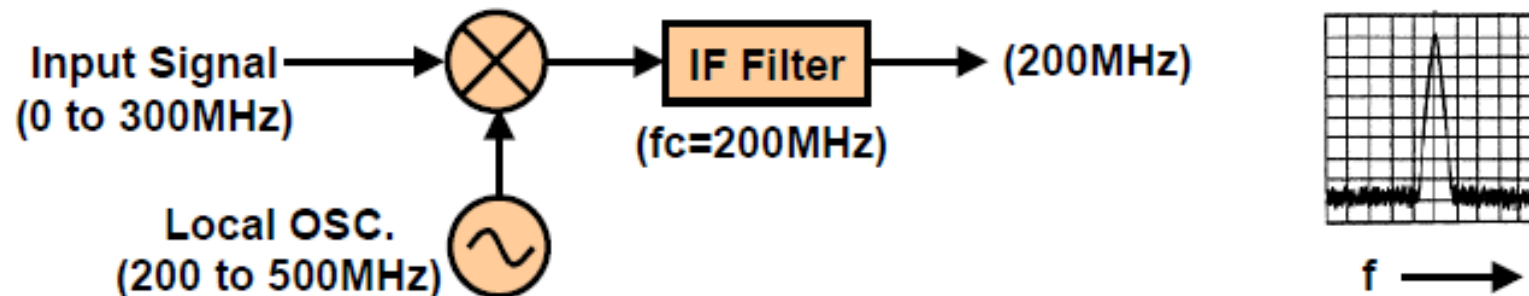 Input Signal
(0 to 300MHz)
IF Filter
(fc=200MHz)
(200MHz)
Local OSC.
(200 to 500MHz)
f